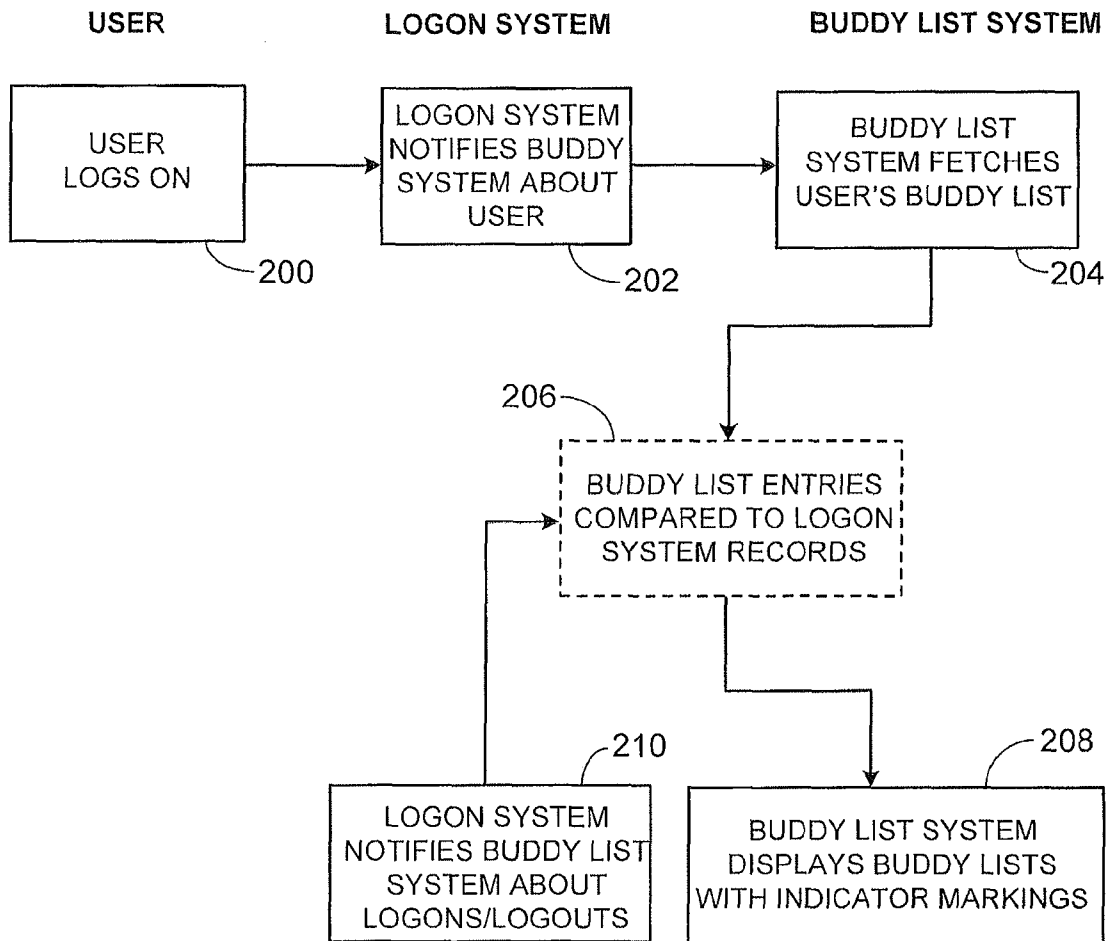 USER LOGON SYSTEM BUDDY LIST SYSTEM
USER
LOGS ON
200
LOGON SYSTEM
NOTIFIES BUDDY
SYSTEM ABOUT
USER
202
BUDDY LIST
SYSTEM FETCHES
USER'S BUDDY LIST
204
206
BUDDY LIST ENTRIES
COMPARED TO LOGON
SYSTEM RECORDS
210
LOGON SYSTEM
NOTIFIES BUDDY LIST
SYSTEM ABOUT
LOGONS/LOGOUTS
208
BUDDY LIST SYSTEM
DISPLAYS BUDDY LISTS
WITH INDICATOR MARKINGS